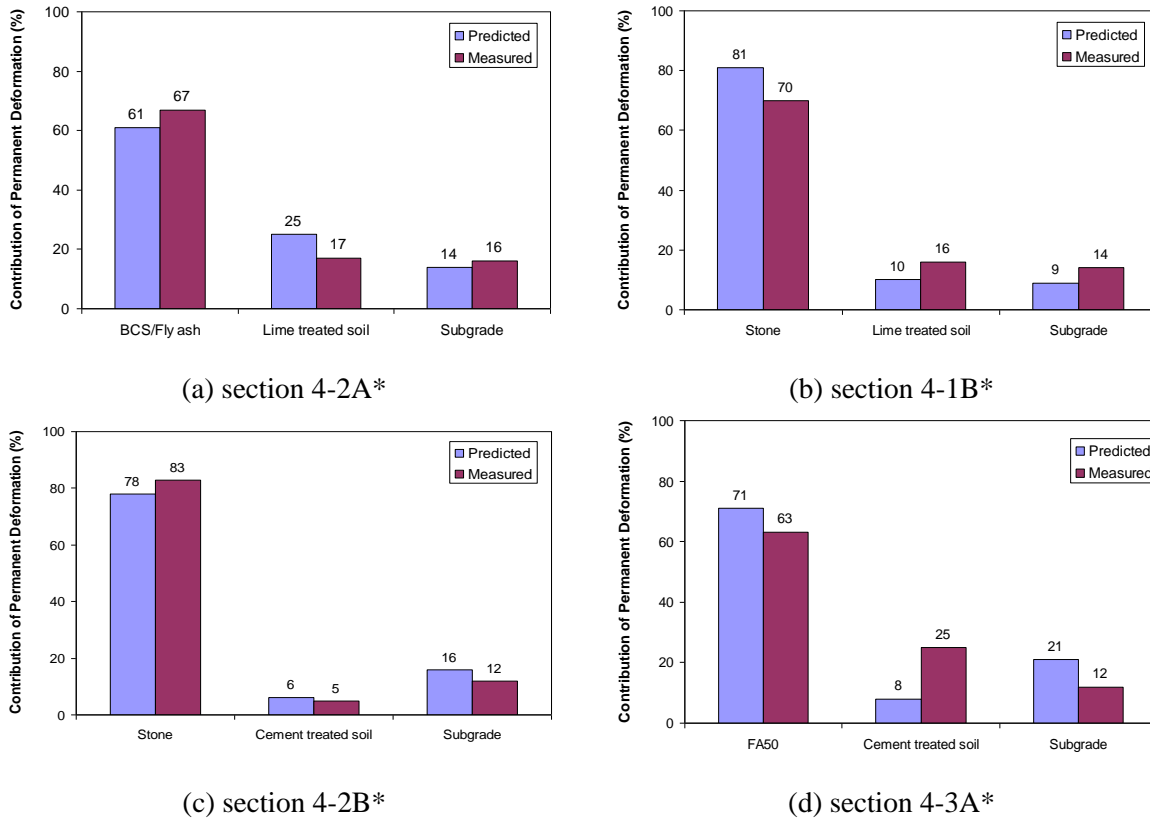 Contribution of Permanent Deformation (%)
100
80
60
40
20
0
Predicted
Measured
61
67
25
17
14
16
BCS/Fly ash
Lime treated soil
Subgrade
(a) section 4-2A*
Contribution of Permanent Deformation (%)
100
80
60
40
20
0
Predicted
Measured
81
70
10
16
9
14
Stone
Lime treated soil
Subgrade
(b) section 4-1B*
Contribution of Permanent Deformation (%)
100
80
60
40
20
0
Predicted
Measured
78
83
6
5
16
12
Stone
Cement treated soil
Subgrade
(c) section 4-2B*
Contribution of Permanent Deformation (%)
100
80
60
40
20
0
Predicted
Measured
71
63
8
25
21
12
FA50
Cement treated soil
Subgrade
(d) section 4-3A*